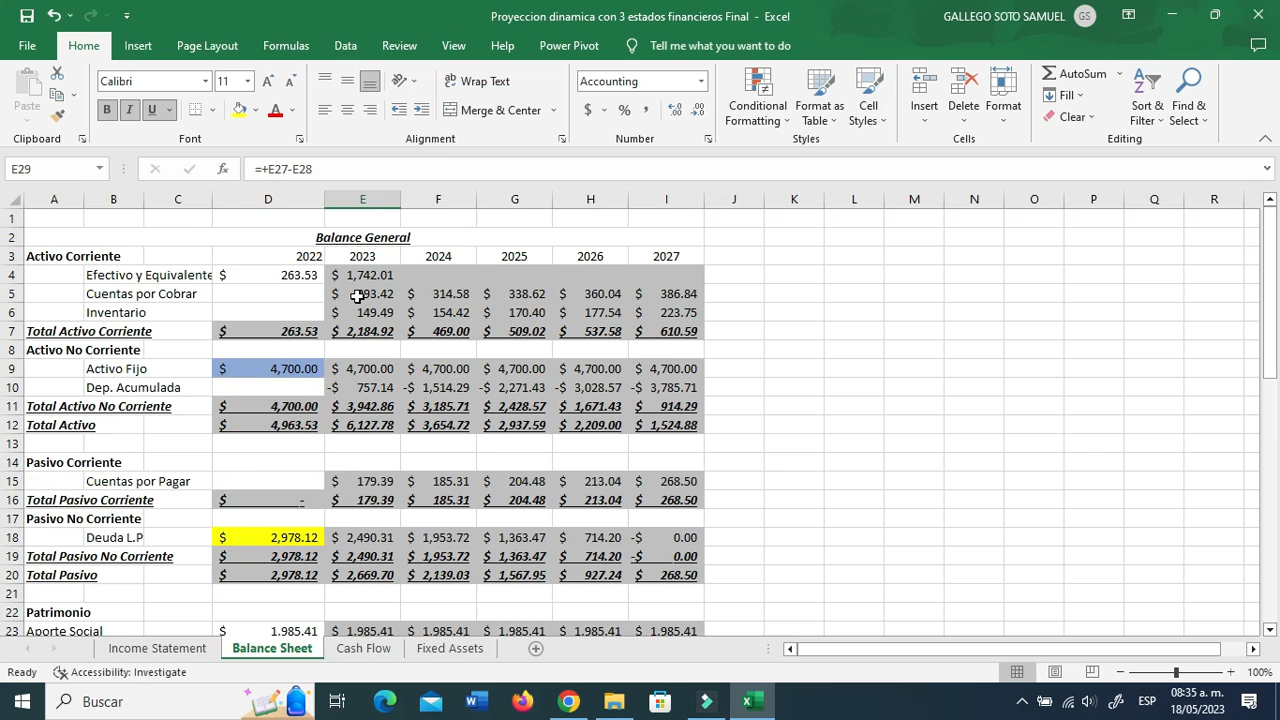 Proyeccion dinamica con 3 estados financieros Final - Excel
GALLEGO SOTO SAMUEL GS
File Home Insert Page Layout Formulas Data Review View Help Power Pivot Tell me what you want to do
Paste
Calibri 11
Wrap Text
Merge & Center
Accounting
Conditional Formatting
Format as Table
Cell Styles
Insert
Delete
Format
AutoSum
Fill
Clear
Sort & Filter
Find & Select
Clipboard Font Alignment Number Styles Cells Editing
E29 =+E27-E28
A B C D E F G H I J K L M N O P Q R
1
2 Balance General
3 Activo Corriente 2022 2023 2024 2025 2026 2027
4 Efectivo y Equivalente $ 263.53 $ 1,742.01
5 Cuentas por Cobrar $ 314.58 $ 338.62 $ 360.04 $ 386.84
6 Inventario $ 149.49 $ 154.42 $ 170.40 $ 177.54 $ 223.75
7 Total Activo Corriente $ 263.53 $ 2,184.92 $ 469.00 $ 509.02 $ 537.58 $ 610.59
8 Activo No Corriente
9 Activo Fijo $ 4,700.00 $ 4,700.00 $ 4,700.00 $ 4,700.00 $ 4,700.00 $ 4,700.00
10 Dep. Acumulada -$ 757.14 -$ 1,514.29 -$ 2,271.43 -$ 3,028.57 -$ 3,785.71
11 Total Activo No Corriente $ 4,700.00 $ 3,942.86 $ 3,185.71 $ 2,428.57 $ 1,671.43 $ 914.29
12 Total Activo $ 4,963.53 $ 6,127.78 $ 3,654.72 $ 2,937.59 $ 2,209.00 $ 1,524.88
13
14 Pasivo Corriente
15 Cuentas por Pagar $ 179.39 $ 185.31 $ 204.48 $ 213.04 $ 268.50
16 Total Pasivo Corriente $ - $ 179.39 $ 185.31 $ 204.48 $ 213.04 $ 268.50
17 Pasivo No Corriente
18 Deuda L.P $ 2,978.12 $ 2,490.31 $ 1,953.72 $ 1,363.47 $ 714.20 -$ 0.00
19 Total Pasivo No Corriente $ 2,978.12 $ 2,490.31 $ 1,953.72 $ 1,363.47 $ 714.20 -$ 0.00
20 Total Pasivo $ 2,978.12 $ 2,669.70 $ 2,139.03 $ 1,567.95 $ 927.24 $ 268.50
21
22 Patrimonio
23 Aporte Social $ 1,985.41 $ 1,985.41 $ 1,985.41 $ 1,985.41 $ 1,985.41 $ 1,985.41
Income Statement Balance Sheet Cash Flow Fixed Assets
Ready Accessibility: Investigate 100%
Buscar ESP 08:35 a. m.
18/05/2023